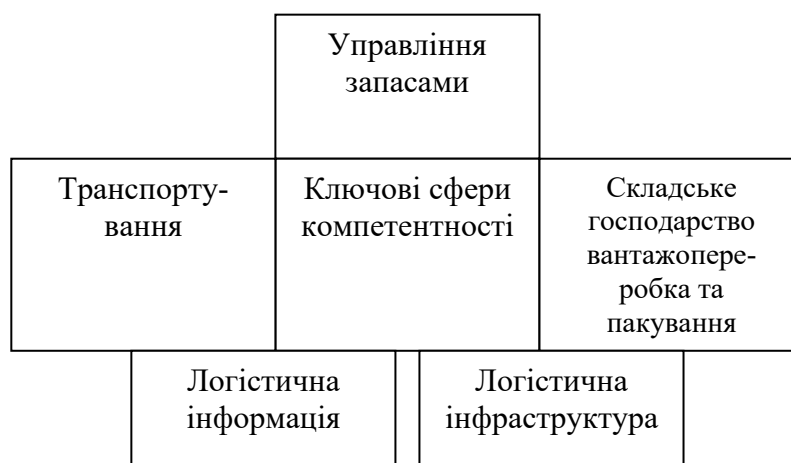 Управління
запасами
Транспорту-
вання
Ключові сфери
компетентності
Складське
господарство
вантажопере-
робка та
пакування
Логістична
інформація
Логістична
інфраструктура